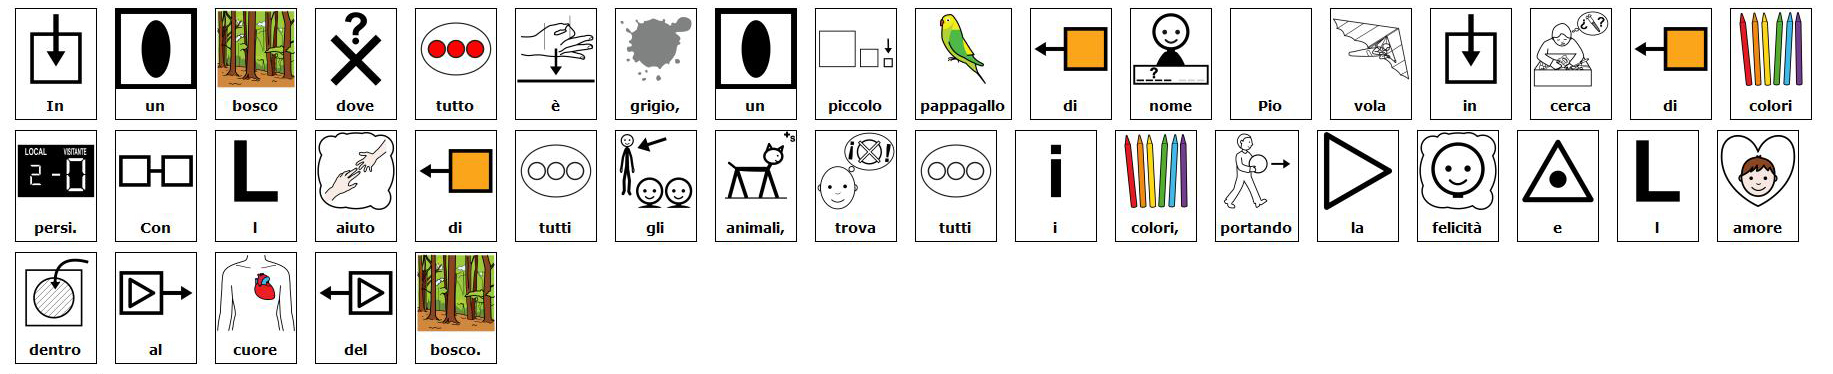 In un bosco dove tutto è grigio, un piccolo pappagallo di nome Pio vola in cerca di colori
LOCAL VISITANTE
2-0
persi. Con l aiuto di tutti gli animali, trova tutti i colori, portando la felicità e l amore
dentro al cuore del bosco.